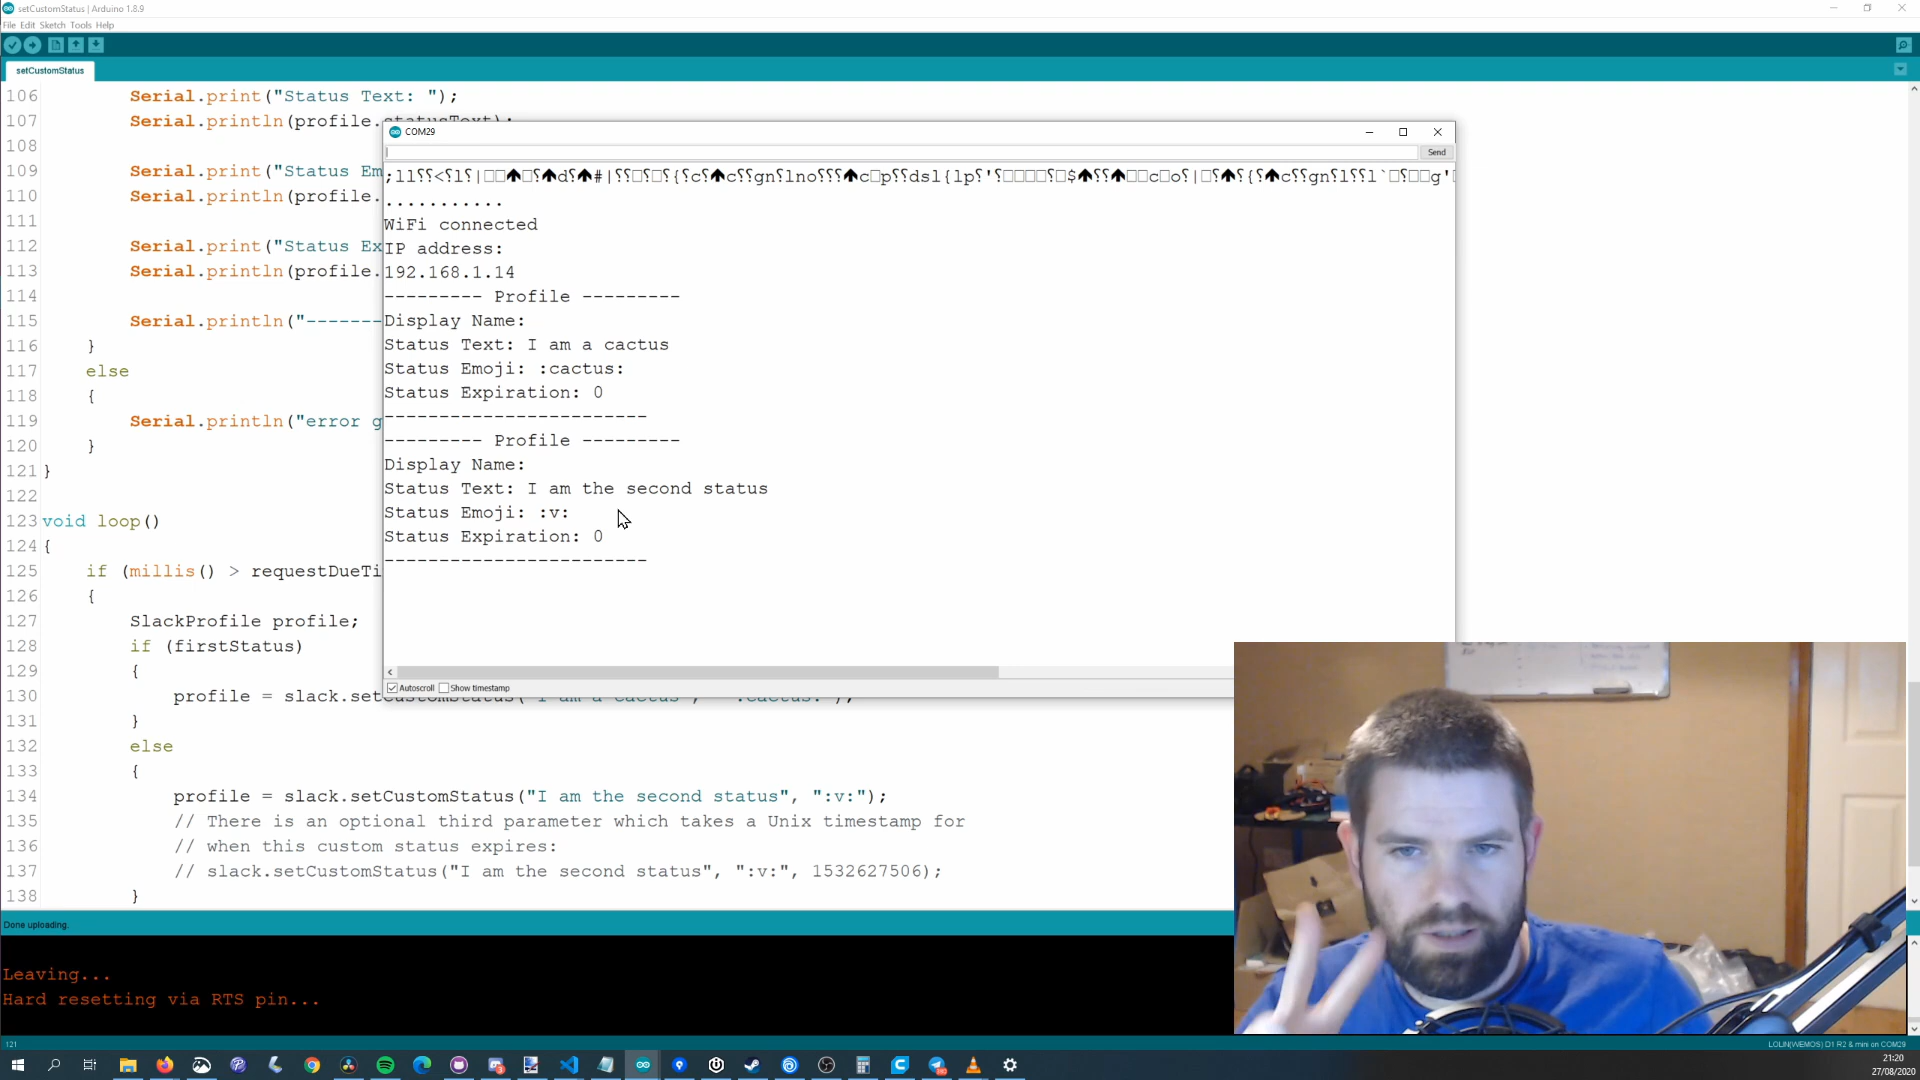 setCustomStatus | Arduino 1.8.9
File Edit Sketch Tools Help
setCustomStatus
106 Serial.print("Status Text: ");
107 Serial.println(profile.statusText);
108
109 Serial.print("Status Em
110 Serial.println(profile.
111
112 Serial.print("Status Ex
113 Serial.println(profile.
114
115 Serial.println("-------
116 }
117 else
118 {
119 Serial.println("error g
120 }
121 }
122
123 void loop()
124 {
125 if (millis() > requestDueTi
126 {
127 SlackProfile profile;
128 if (firstStatus)
129 {
130 profile = slack.setCustomStatus("I am a cactus", ":cactus:");
131 }
132 else
133 {
134 profile = slack.setCustomStatus("I am the second status", ":v:");
135 // There is an optional third parameter which takes a Unix timestamp for
136 // when this custom status expires:
137 // slack.setCustomStatus("I am the second status", ":v:", 1532627506);
138 }
COM29
Send
...........
WiFi connected
IP address:
192.168.1.14
--------- Profile ---------
Display Name:
Status Text: I am a cactus
Status Emoji: :cactus:
Status Expiration: 0
------------------------
--------- Profile ---------
Display Name:
Status Text: I am the second status
Status Emoji: :v:
Status Expiration: 0
------------------------
Autoscroll Show timestamp
Done uploading.
Leaving...
Hard resetting via RTS pin...
121
LOLIN(WEMOS) D1 R2 & mini on COM29
21:20
27/08/2020